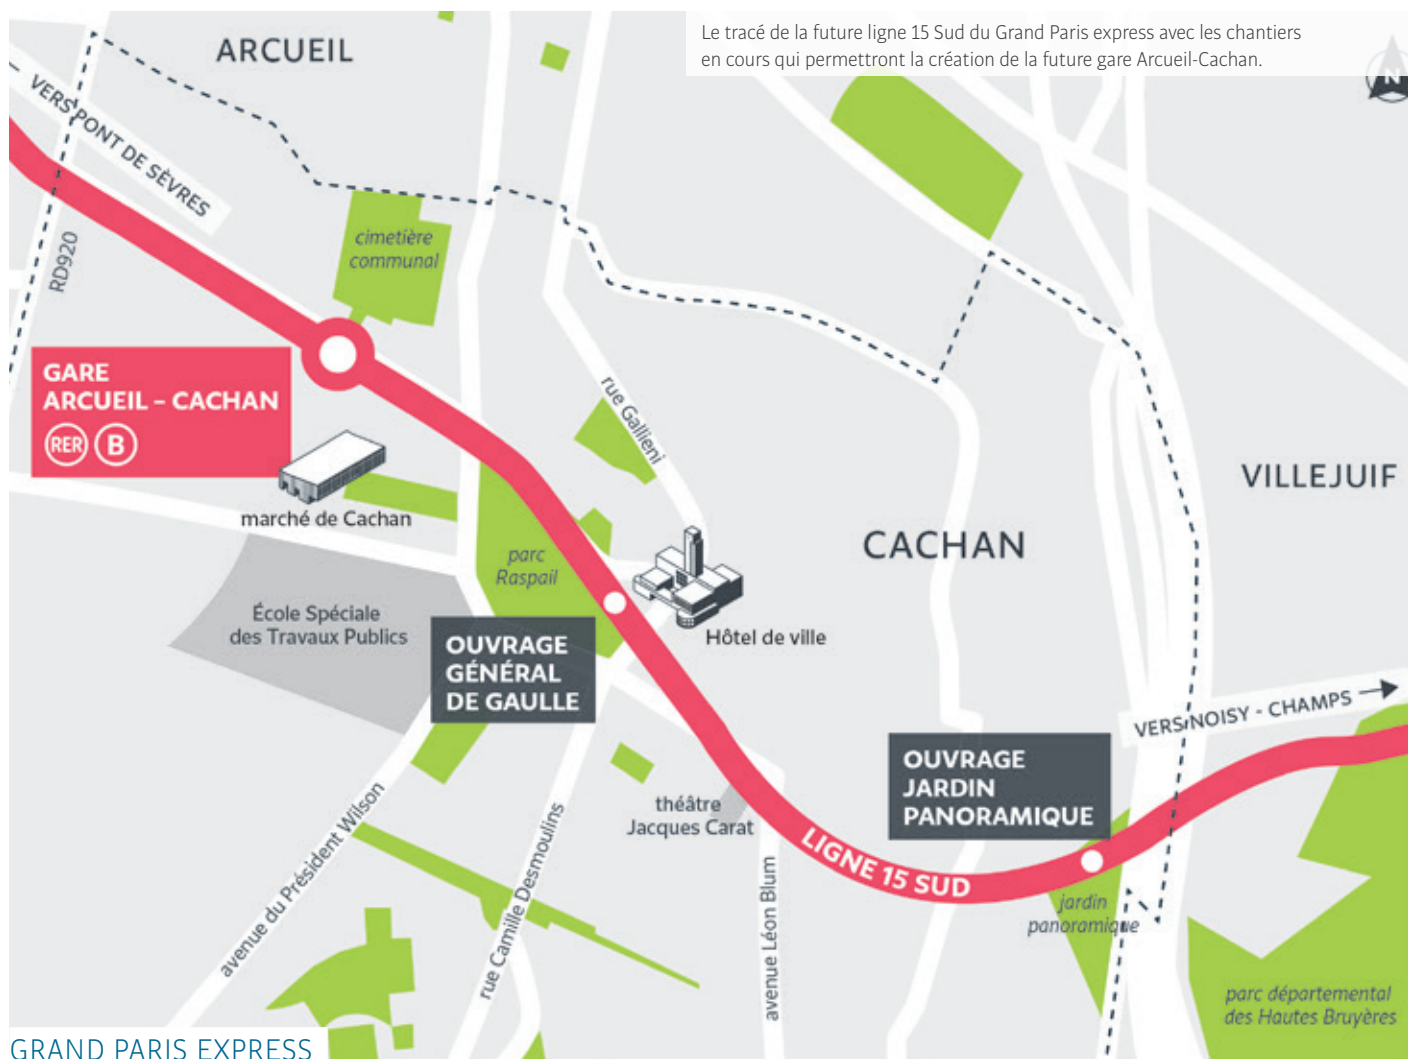 Le tracé de la future ligne 15 Sud du Grand Paris express avec les chantiers
en cours qui permettront la création de la future gare Arcueil-Cachan.
N
ARCUEIL
VERS PONT DE SÈVRES
RD920
cimetière
communal
GARE
ARCUEIL – CACHAN
RER B
rue Gallieni
marché de Cachan
VILLEJUIF
CACHAN
parc
Raspail
École Spéciale
des Travaux Publics
Hôtel de ville
OUVRAGE
GÉNÉRAL
DE GAULLE
VERS NOISY - CHAMPS
OUVRAGE
JARDIN
PANORAMIQUE
théâtre
Jacques Carat
LIGNE 15 SUD
avenue du Président Wilson
rue Camille Desmoulins
avenue Léon Blum
jardin
panoramique
parc départemental
des Hautes Bruyères
GRAND PARIS EXPRESS